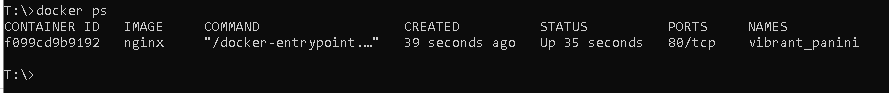 T:\>docker ps
CONTAINER ID   IMAGE     COMMAND                  CREATED          STATUS          PORTS     NAMES
f099cd9b9192   nginx     "/docker-entrypoint.…"   39 seconds ago   Up 35 seconds   80/tcp    vibrant_panini
T:\>